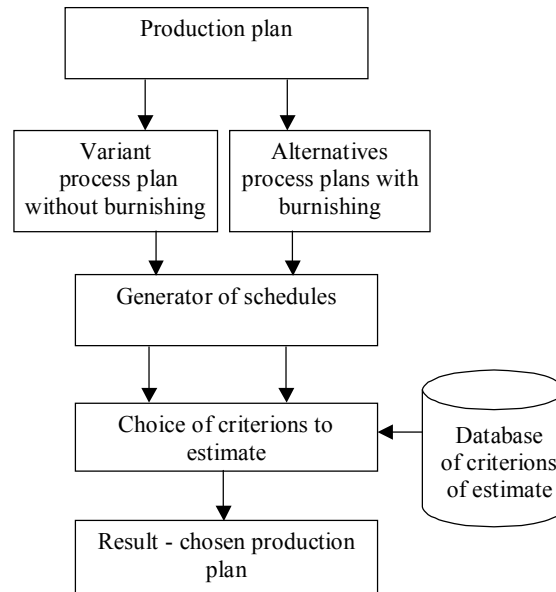 Production plan
Variant
process plan
without burnishing
Alternatives
process plans with
burnishing
Generator of schedules
Choice of criterions to
estimate
Database
of criterions
of estimate
Result - chosen production
plan